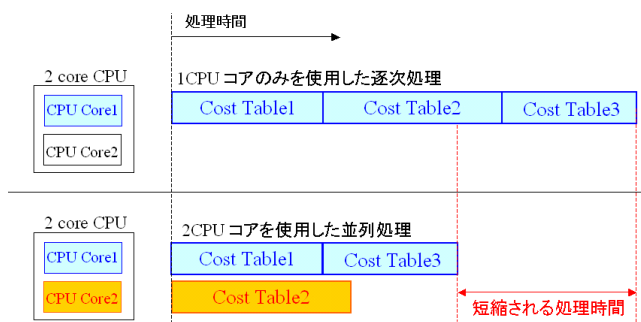 処理時間
2 core CPU
1CPU コアのみを使用した逐次処理
CPU Core1
Cost Table1
Cost Table2
Cost Table3
CPU Core2
2 core CPU
2CPU コアを使用した並列処理
CPU Core1
Cost Table1
Cost Table3
CPU Core2
Cost Table2
短縮される処理時間